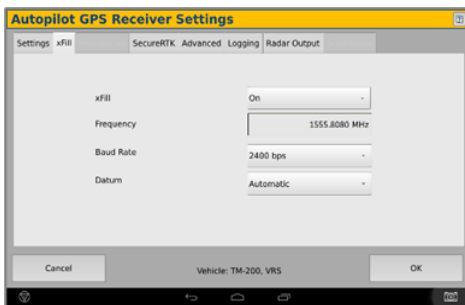 Autopilot GPS Receiver Settings
Settings xFill SecureRTK Advanced Logging Radar Output
xFill On
Frequency 1555.8080 MHz
Baud Rate 2400 bps
Datum Automatic
Cancel Vehicle: TM-200, VRS OK